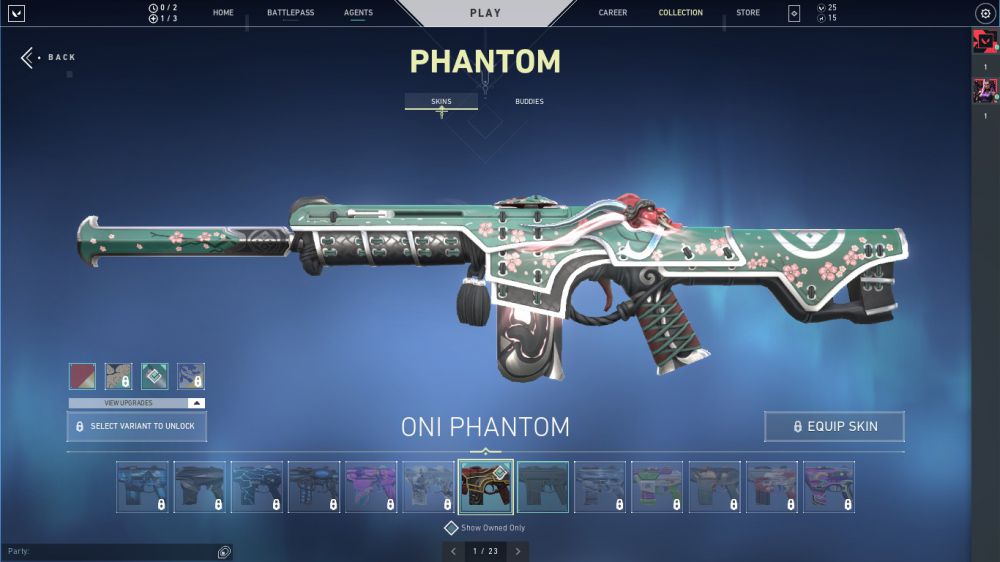 0 / 2
1 / 3
HOME
BATTLEPASS
AGENTS
PLAY
CAREER
COLLECTION
STORE
25
15
BACK
PHANTOM
SKINS
BUDDIES
1
1
VIEW UPGRADES
SELECT VARIANT TO UNLOCK
ONI PHANTOM
EQUIP SKIN
Show Owned Only
Party:
1 / 23